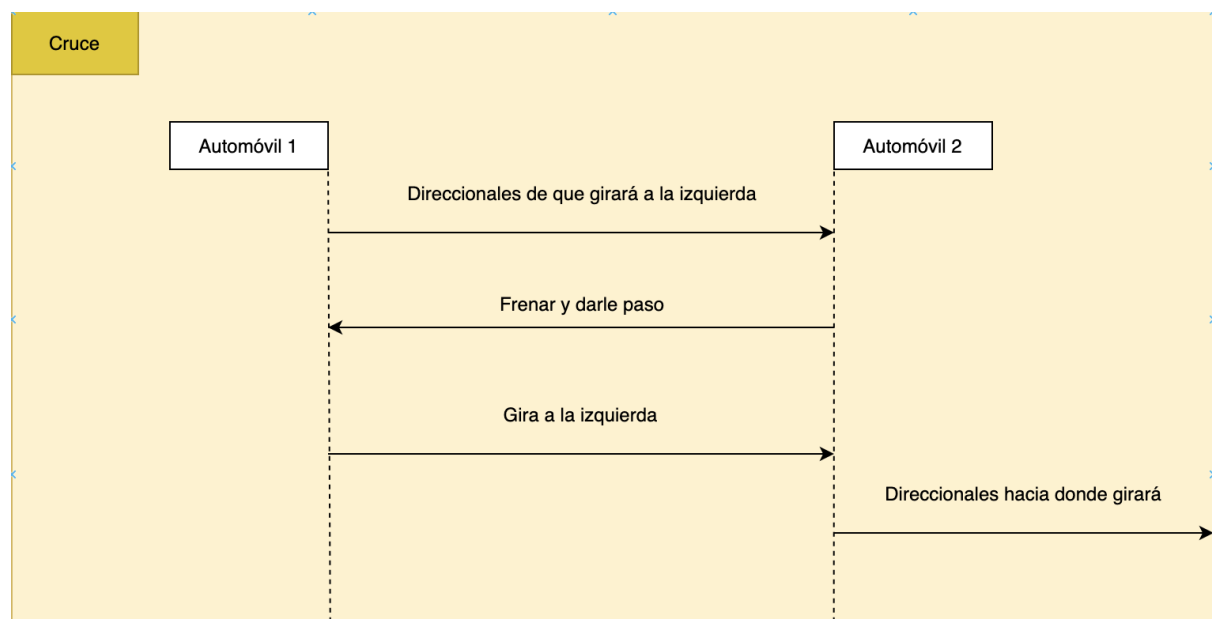 Cruce
Automóvil 1
Automóvil 2
Direccionales de que girará a la izquierda
Frenar y darle paso
Gira a la izquierda
Direccionales hacia donde girará